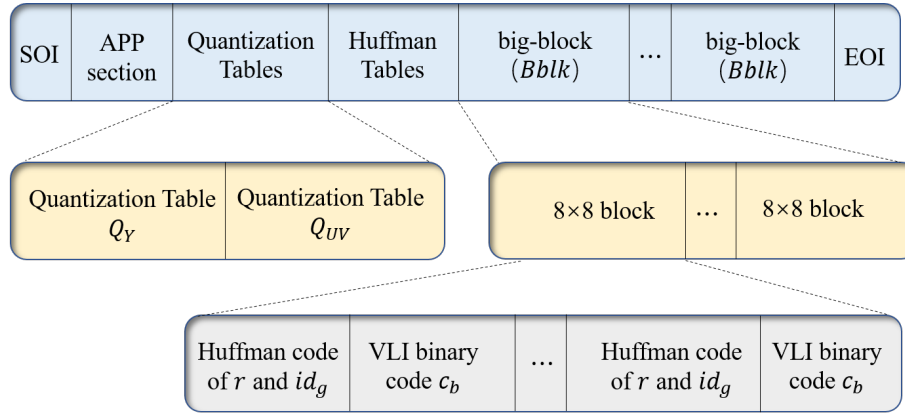 SOI
APP
section
Quantization
Tables
Huffman
Tables
big-block
(Bblk)
...
big-block
(Bblk)
EOI
Quantization Table
Q_Y
Quantization Table
Q_UV
8×8 block
...
8×8 block
Huffman code
of r and id_g
VLI binary
code c_b
...
Huffman code
of r and id_g
VLI binary
code c_b